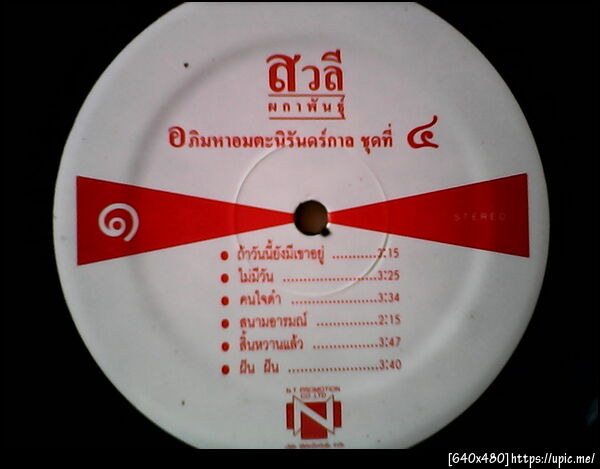 สวลี
ผกาพันธุ์
อภิมหาอมตะนิรันดร์กาล ชุดที่ ๔
๑
STEREO
ถ้าวันนี้ยังมีเขาอยู่ ...........3:15
ไม่มีวัน ........................3:25
คนใจดำ ......................3:34
สนามอารมณ์ ...............2:15
สิ้นหวานแล้ว ................3:47
ฝืน ฝืน .......................3:40
N.T. PROMOTION
CO.LTD
N
[640x480]https://upic.me/